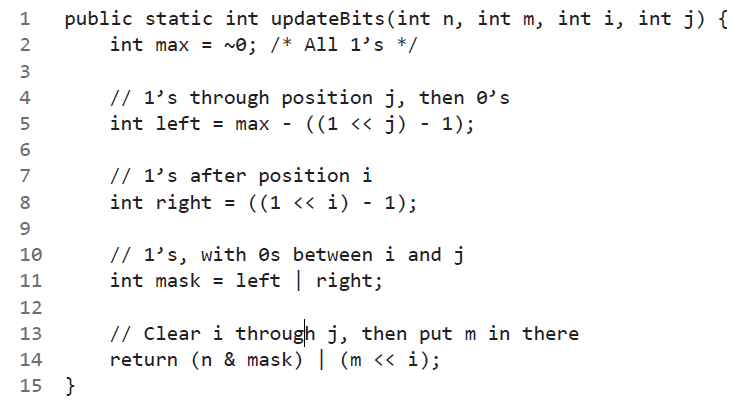 1 public static int updateBits(int n, int m, int i, int j) {
2 int max = ~0; /* All 1’s */
3
4 // 1’s through position j, then 0’s
5 int left = max - ((1 << j) - 1);
6
7 // 1’s after position i
8 int right = ((1 << i) - 1);
9
10 // 1’s, with 0s between i and j
11 int mask = left | right;
12
13 // Clear i through j, then put m in there
14 return (n & mask) | (m << i);
15 }